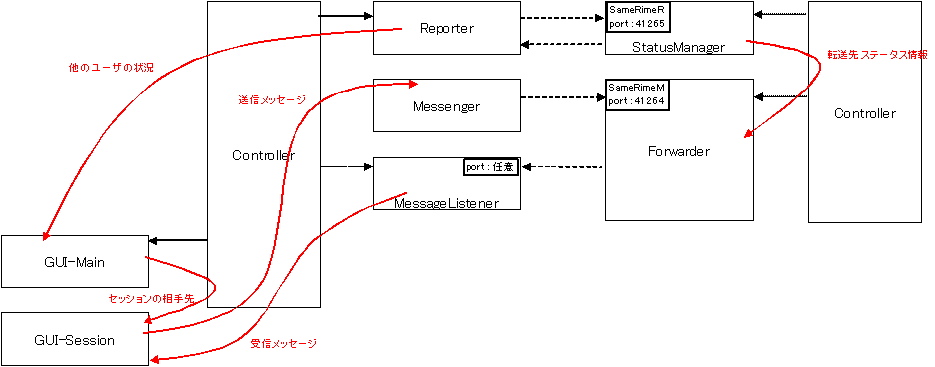 SameRimeR
port : 41265
Reporter
StatusManager
他のユーザの状況
転送先ステータス情報
SameRimeM
port : 41264
送信メッセージ
Messenger
Controller
Controller
Forwarder
port : 任意
MessageListener
GUI-Main
セッションの相手先
GUI-Session
受信メッセージ